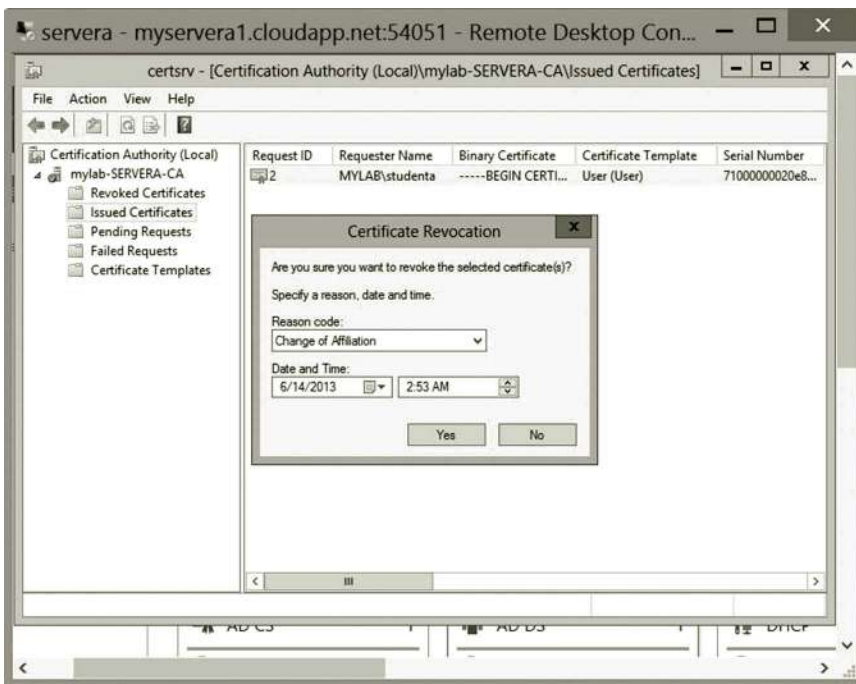 servera - myservera1.cloudapp.net:54051 - Remote Desktop Con...
certsrv - [Certification Authority (Local)\mylab-SERVERA-CA\Issued Certificates]
File Action View Help
Certification Authority (Local)
mylab-SERVERA-CA
Revoked Certificates
Issued Certificates
Pending Requests
Failed Requests
Certificate Templates
Request ID Requester Name Binary Certificate Certificate Template Serial Number
2 MYLAB\studenta -----BEGIN CERTI... User (User) 71000000020e8...
Certificate Revocation
Are you sure you want to revoke the selected certificate(s)?
Specify a reason, date and time.
Reason code:
Change of Affiliation
Date and Time:
6/14/2013 2:53 AM
Yes No
AD CS 1 AD DS 1 DHCP